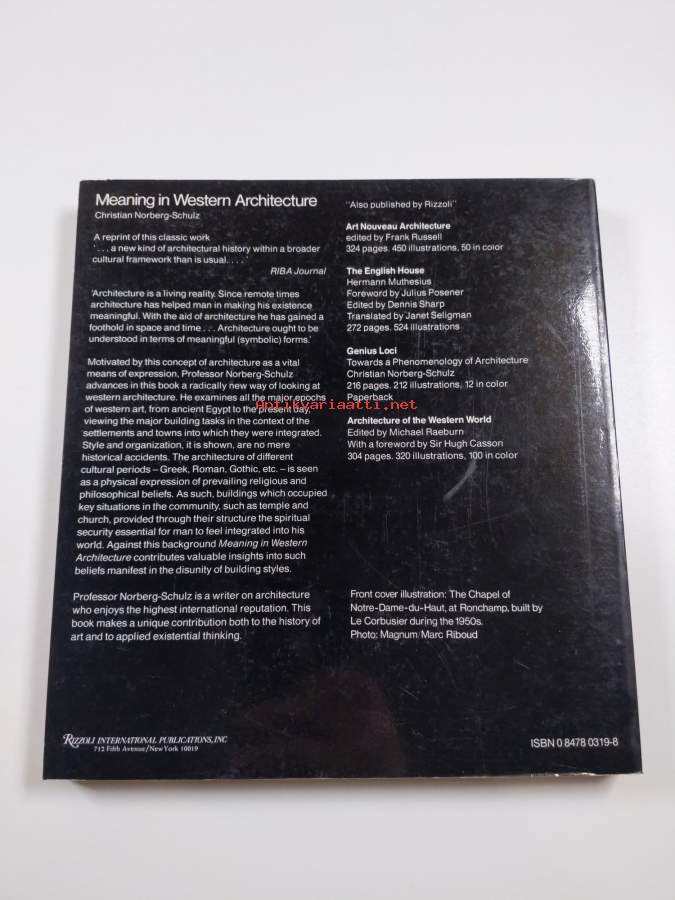 Meaning in Western Architecture
Christian Norberg-Schulz
A reprint of this classic work
'. . . a new kind of architectural history within a broader
cultural framework than is usual. . . .'
RIBA Journal
'Architecture is a living reality. Since remote times
architecture has helped man in making his existence
meaningful. With the aid of architecture he has gained a
foothold in space and time . . . Architecture ought to be
understood in terms of meaningful (symbolic) forms.'
Motivated by this concept of architecture as a vital
means of expression, Professor Norberg-Schulz
advances in this book a radically new way of looking at
western architecture. He examines all the major epochs
of western art, from ancient Egypt to the present day,
viewing the major building tasks in the context of the
settlements and towns into which they were integrated.
Style and organization, it is shown, are no mere
historical accidents. The architecture of different
cultural periods – Greek, Roman, Gothic, etc. – is seen
as a physical expression of prevailing religious and
philosophical beliefs. As such, buildings which occupied
key situations in the community, such as temple and
church, provided through their structure the spiritual
security essential for man to feel integrated into his
world. Against this background Meaning in Western
Architecture contributes valuable insights into such
beliefs manifest in the disunity of building styles.
Professor Norberg-Schulz is a writer on architecture
who enjoys the highest international reputation. This
book makes a unique contribution both to the history of
art and to applied existential thinking.
RIZZOLI INTERNATIONAL PUBLICATIONS, INC
712 Fifth Avenue/New York 10019
"Also published by Rizzoli"
Art Nouveau Architecture
edited by Frank Russell
324 pages. 450 illustrations, 50 in color
The English House
Hermann Muthesius
Foreword by Julius Posener
Edited by Dennis Sharp
Translated by Janet Seligman
272 pages. 524 illustrations
Genius Loci
Towards a Phenomenology of Architecture
Christian Norberg-Schulz
216 pages. 212 illustrations, 12 in color
Paperback
Architecture of the Western World
Edited by Michael Raeburn
With a foreword by Sir Hugh Casson
304 pages. 320 illustrations, 100 in color
Front cover illustration: The Chapel of
Notre-Dame-du-Haut, at Ronchamp, built by
Le Corbusier during the 1950s.
Photo: Magnum/Marc Riboud
ISBN 0 8478 0319-8
Antikvariaatti.net